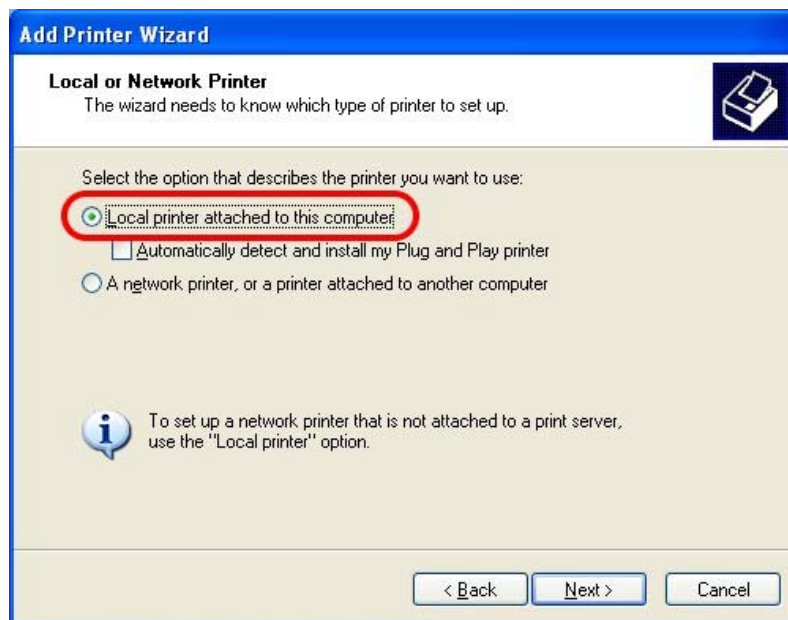 Add Printer Wizard
Local or Network Printer
The wizard needs to know which type of printer to set up.
Select the option that describes the printer you want to use:
Local printer attached to this computer
Automatically detect and install my Plug and Play printer
A network printer, or a printer attached to another computer
To set up a network printer that is not attached to a print server,
use the "Local printer" option.
< Back Next > Cancel